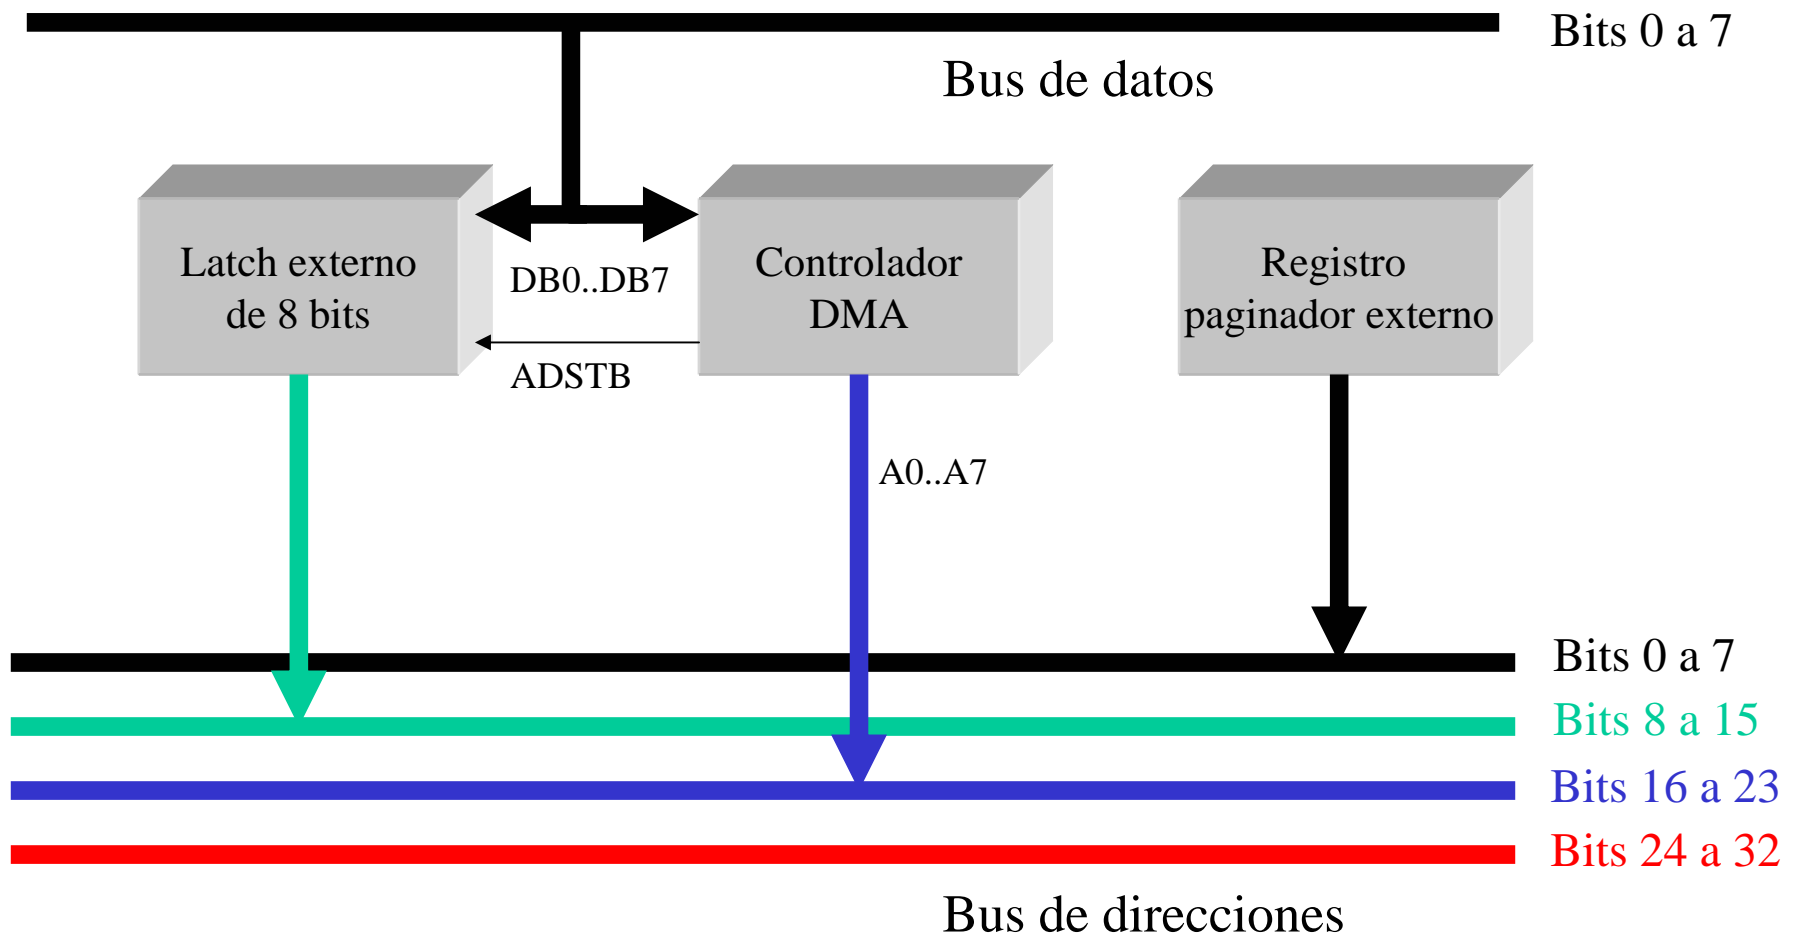 Bits 0 a 7
Bus de datos
Latch externo
de 8 bits
DB0..DB7
ADSTB
Controlador
DMA
Registro
paginador externo
A0..A7
Bits 0 a 7
Bits 8 a 15
Bits 16 a 23
Bits 24 a 32
Bus de direcciones